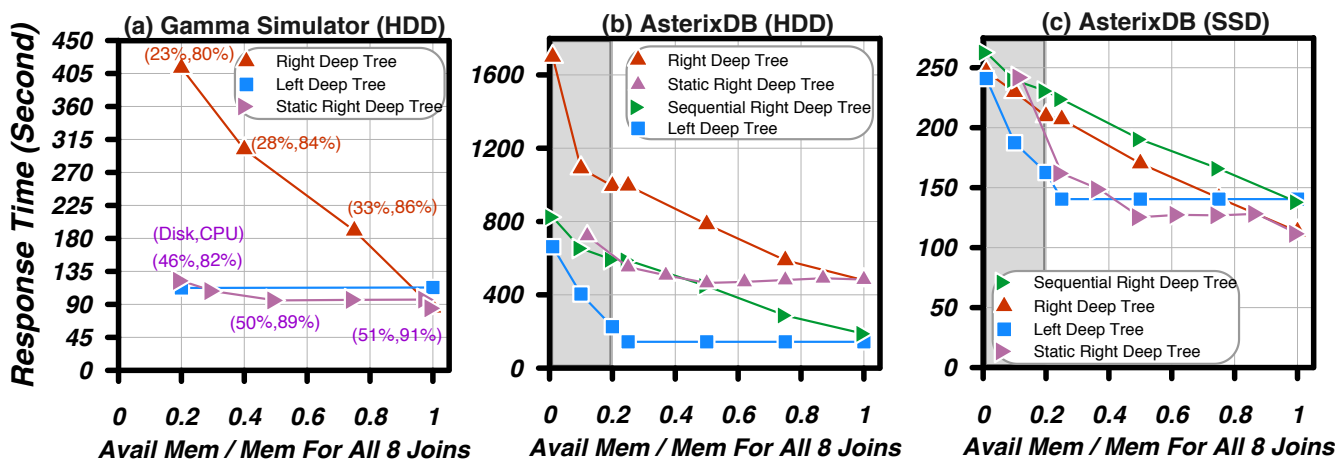 (a) Gamma Simulator (HDD)
Response Time (Second)
450
405
360
315
270
225
180
135
90
45
0
Right Deep Tree
Left Deep Tree
Static Right Deep Tree
(23%,80%)
(28%,84%)
(33%,86%)
(Disk,CPU)
(46%,82%)
(50%,89%)
(51%,91%)
0 0.2 0.4 0.6 0.8 1
Avail Mem / Mem For All 8 Joins
(b) AsterixDB (HDD)
1600
1200
800
400
0
Right Deep Tree
Static Right Deep Tree
Sequential Right Deep Tree
Left Deep Tree
0 0.2 0.4 0.6 0.8 1
Avail Mem / Mem For All 8 Joins
(c) AsterixDB (SSD)
250
200
150
100
50
0
Sequential Right Deep Tree
Right Deep Tree
Left Deep Tree
Static Right Deep Tree
0 0.2 0.4 0.6 0.8 1
Avail Mem / Mem For All 8 Joins